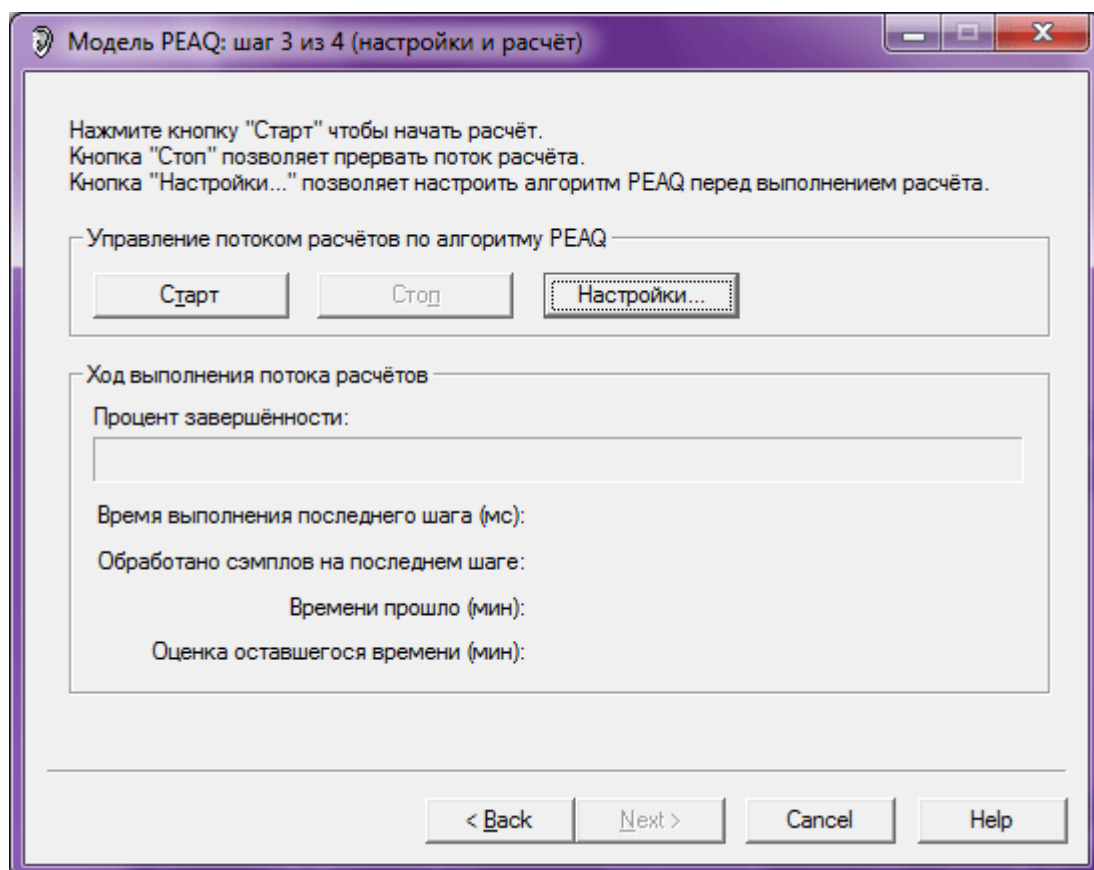 Модель PEAQ: шаг 3 из 4 (настройки и расчёт)
Нажмите кнопку "Старт" чтобы начать расчёт.
Кнопка "Стоп" позволяет прервать поток расчёта.
Кнопка "Настройки..." позволяет настроить алгоритм PEAQ перед выполнением расчёта.
Управление потоком расчётов по алгоритму PEAQ
Старт Стоп Настройки...
Ход выполнения потока расчётов
Процент завершённости:
Время выполнения последнего шага (мс):
Обработано сэмплов на последнем шаге:
Времени прошло (мин):
Оценка оставшегося времени (мин):
< Back Next > Cancel Help